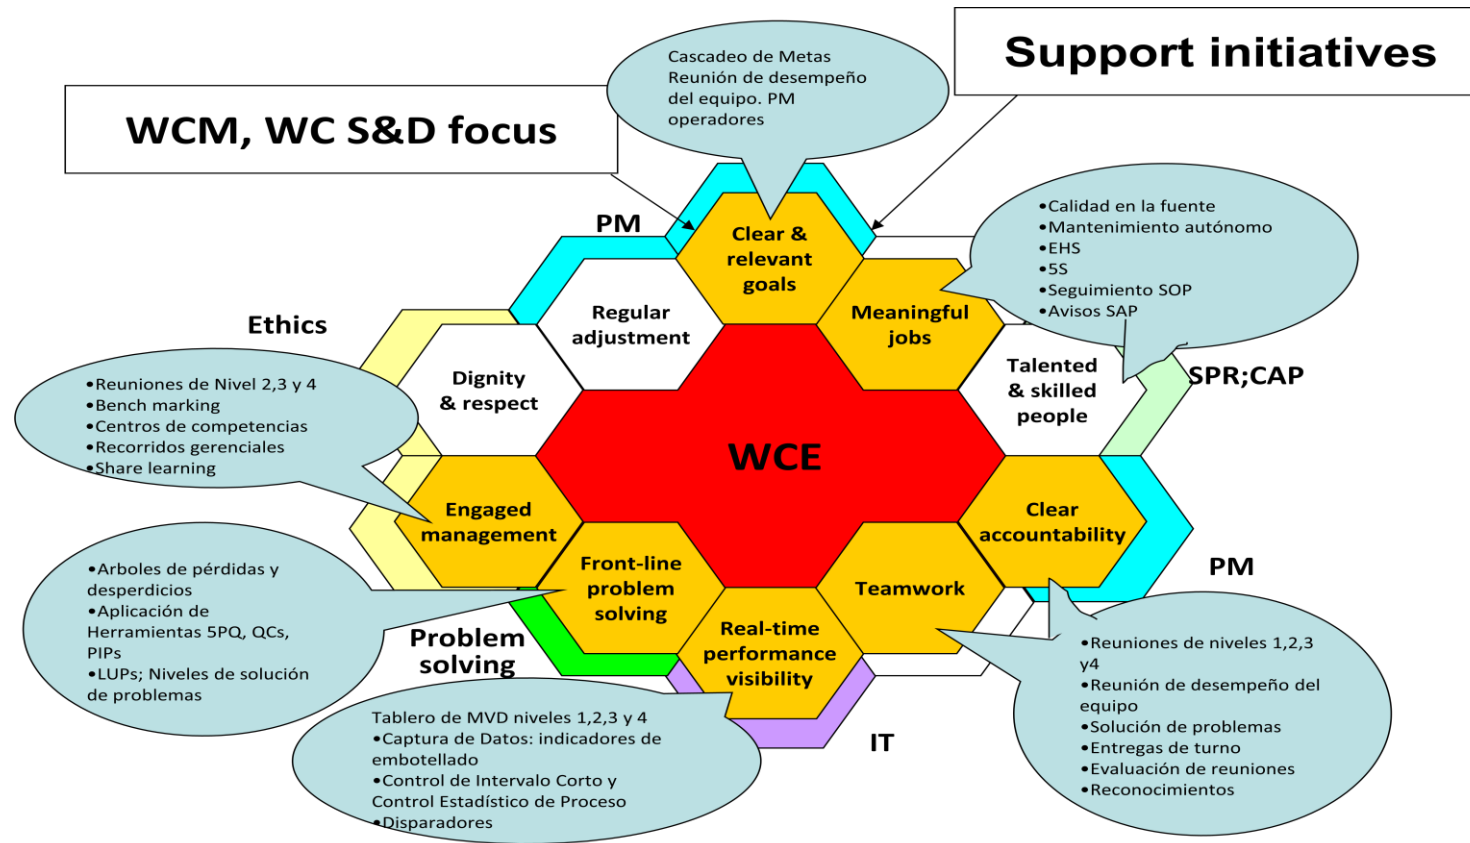 Support initiatives
WCM, WC S&D focus
Cascadeo de Metas
Reunión de desempeño
del equipo. PM
operadores
•Calidad en la fuente
•Mantenimiento autónomo
•EHS
•5S
•Seguimiento SOP
•Avisos SAP
PM
Clear &
relevant
goals
Ethics
Regular
adjustment
Meaningful
jobs
•Reuniones de Nivel 2,3 y 4
•Bench marking
•Centros de competencias
•Recorridos gerenciales
•Share learning
Dignity
& respect
Talented
& skilled
people
SPR;CAP
WCE
Engaged
management
Clear
accountability
PM
•Arboles de pérdidas y
desperdicios
•Aplicación de
Herramientas 5PQ, QCs,
PIPs
•LUPs; Niveles de solución
de problemas
Front-line
problem
solving
Teamwork
Problem
solving
Real-time
performance
visibility
•Reuniones de niveles 1,2,3
y4
•Reunión de desempeño del
equipo
•Solución de problemas
•Entregas de turno
•Evaluación de reuniones
•Reconocimientos
Tablero de MVD niveles 1,2,3 y 4
•Captura de Datos: indicadores de
embotellado
•Control de Intervalo Corto y
Control Estadístico de Proceso
•Disparadores
IT